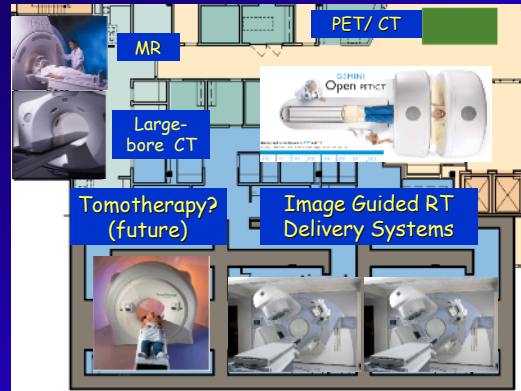 PET/ CT
MR
GEMINI
Open PET/CT
Large-
bore CT
Tomotherapy?
(future)
Image Guided RT
Delivery Systems